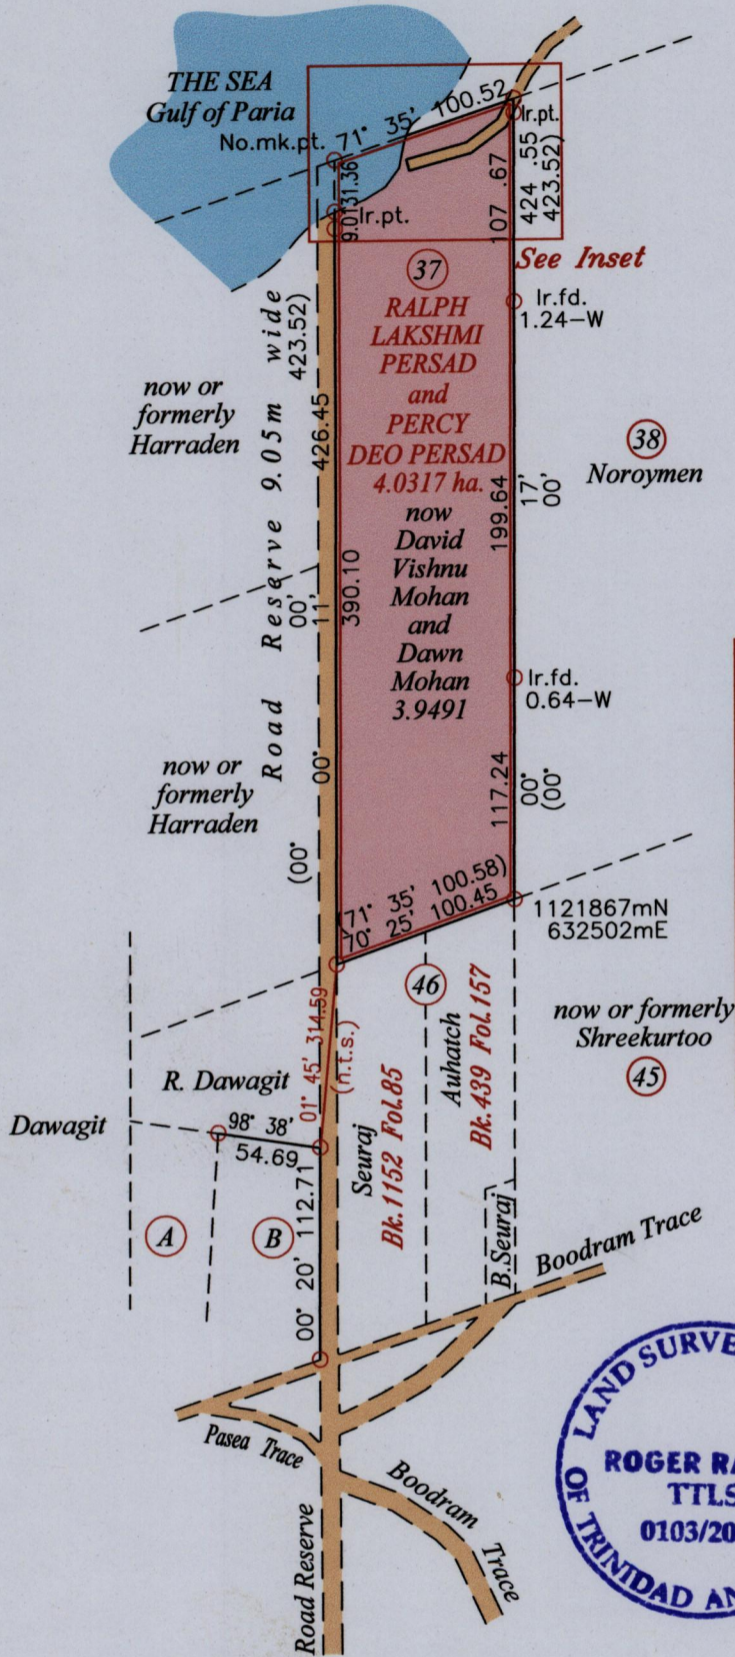 THE SEA
Gulf of Paria
No.mk.pt.
71° 35' 100.52
Ir.pt.
31.36
9.0
Ir.pt.
107.67
424.55
423.52)
See Inset
37
RALPH
LAKSHMI
PERSAD
and
PERCY
DEO PERSAD
4.0317 ha.
now
David
Vishnu
Mohan
and
Dawn
Mohan
3.9491
Ir.fd.
1.24-W
now or
formerly
Harraden
Road Reserve 9.05m wide
423.52)
426.45
390.10
00' 11'
00°
(00°
38
Noroymen
199.64
17'
00'
Ir.fd.
0.64-W
117.24
00°
(00°
now or
formerly
Harraden
(71° 35' 100.58)
70° 25' 100.45
1121867mN
632502mE
46
now or formerly
Shreekurtoo
45
01° 45' 314.59
(n.t.s.)
R. Dawagit
Dawagit
98° 38'
54.69
Seuraj
Bk.1152 Fol.85
Auhatch
Bk.439 Fol.157
B.Seuraj
A
B
00° 20' 112.71
Boodram Trace
Pasea Trace
Boodram Trace
Road Reserve
LAND SURVE
ROGER RA
TTLS
0103/20
OF TRINIDAD AN